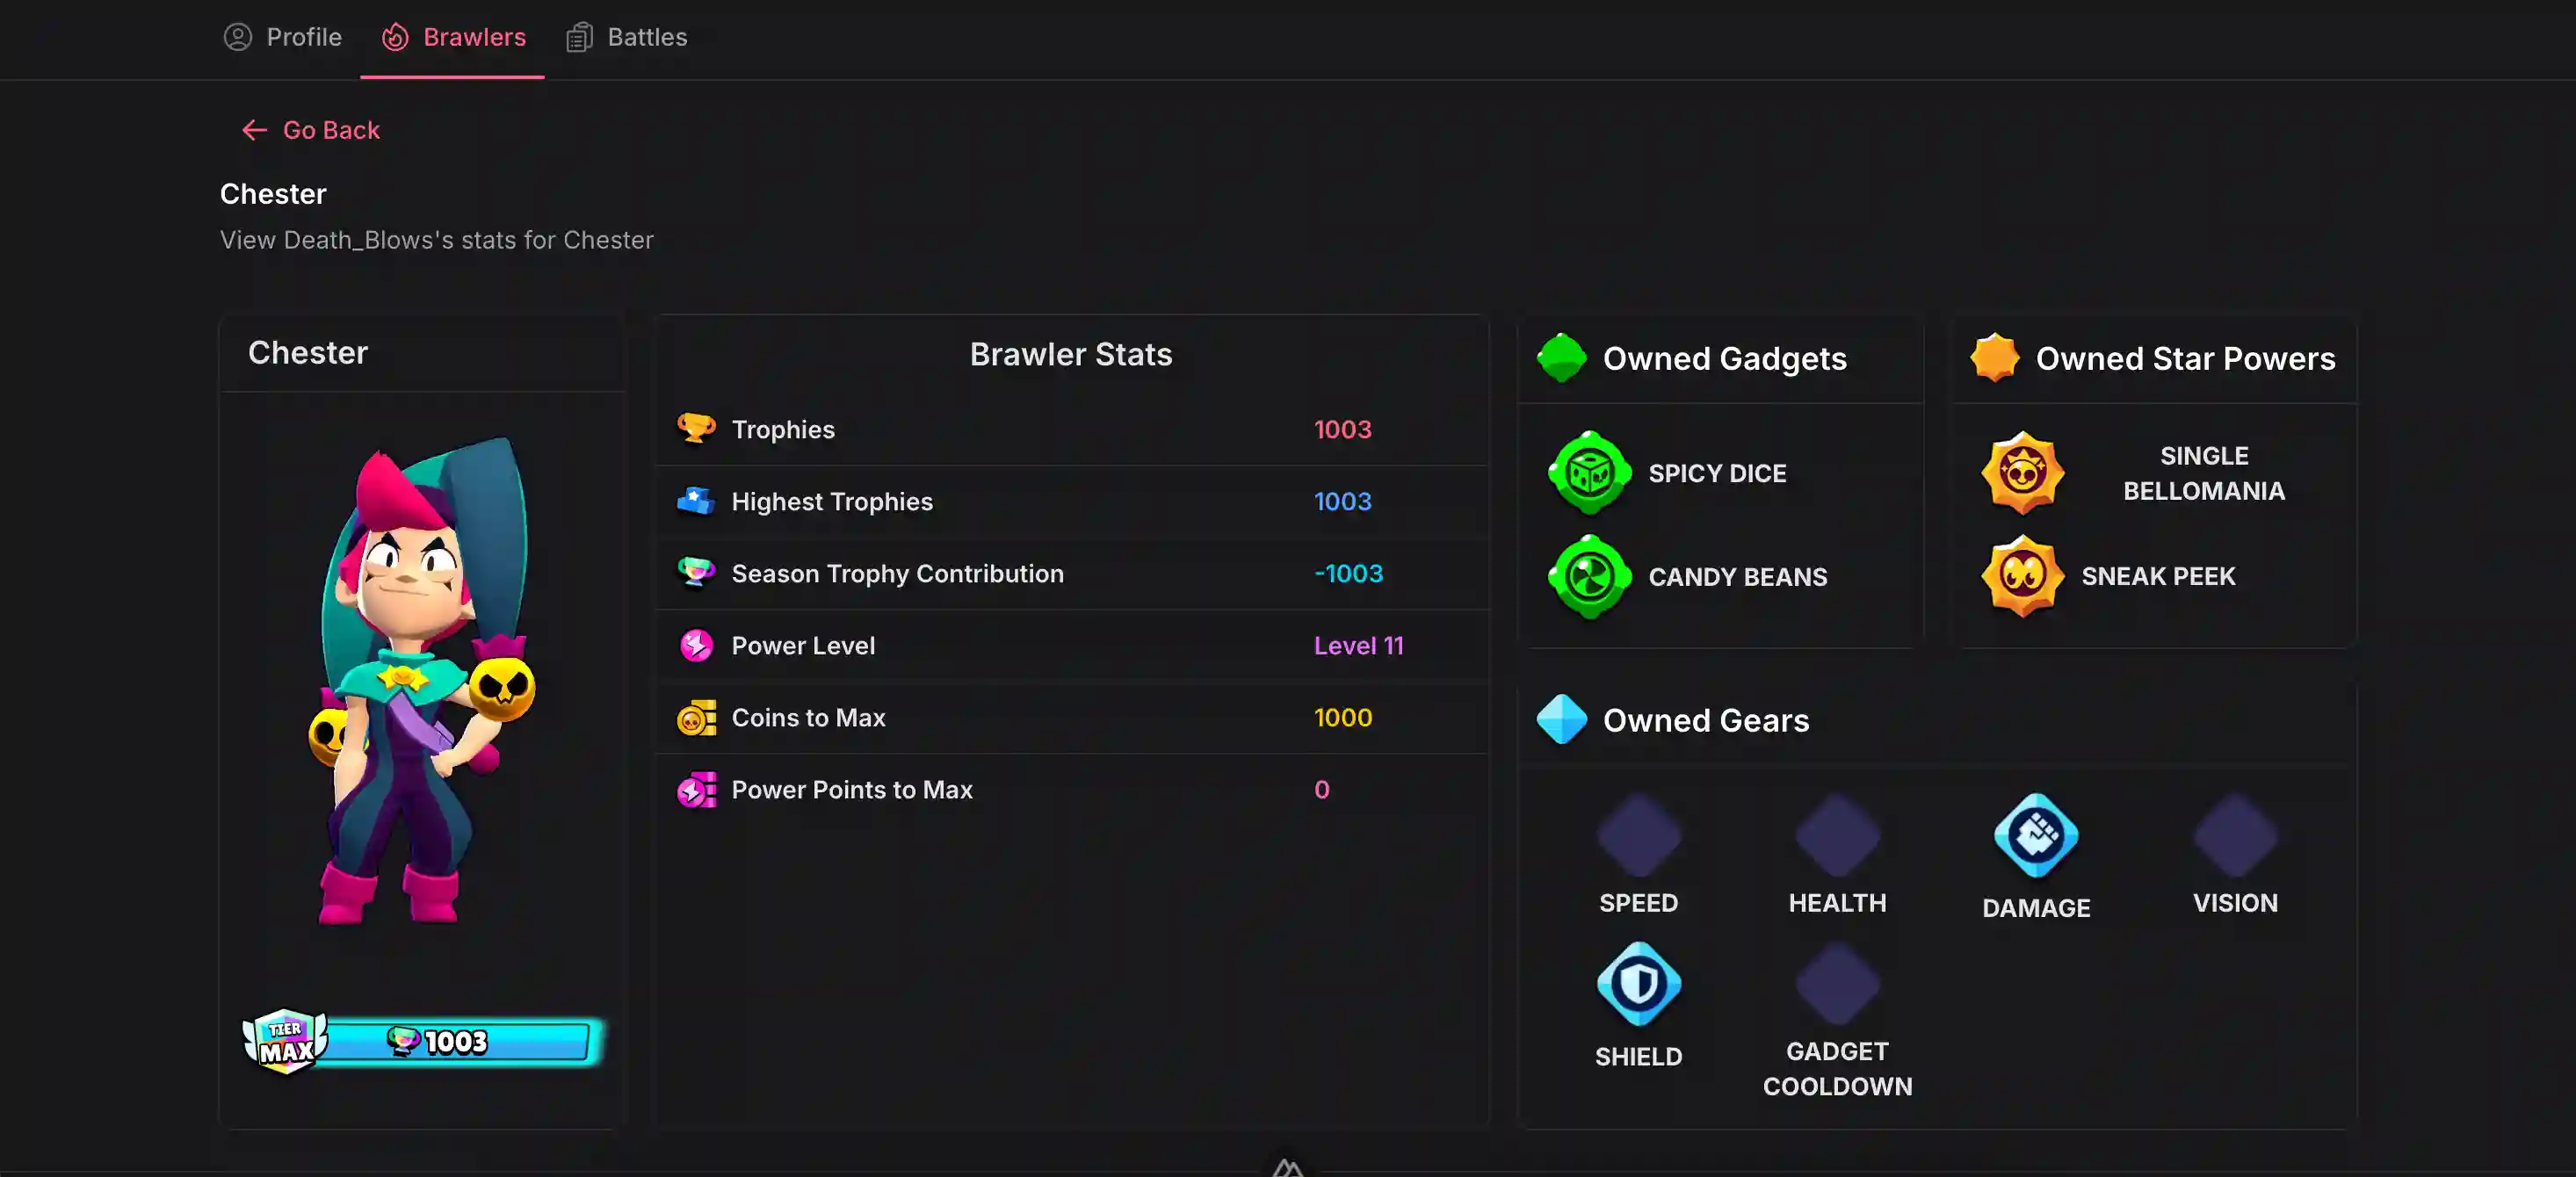 Profile
Brawlers
Battles
Go Back
Chester
View Death_Blows's stats for Chester
Chester
TIER
MAX
1003
Brawler Stats
Trophies 1003
Highest Trophies 1003
Season Trophy Contribution -1003
Power Level Level 11
Coins to Max 1000
Power Points to Max 0
Owned Gadgets
SPICY DICE
CANDY BEANS
Owned Star Powers
SINGLE
BELLOMANIA
SNEAK PEEK
Owned Gears
SPEED HEALTH DAMAGE VISION
SHIELD GADGET
COOLDOWN